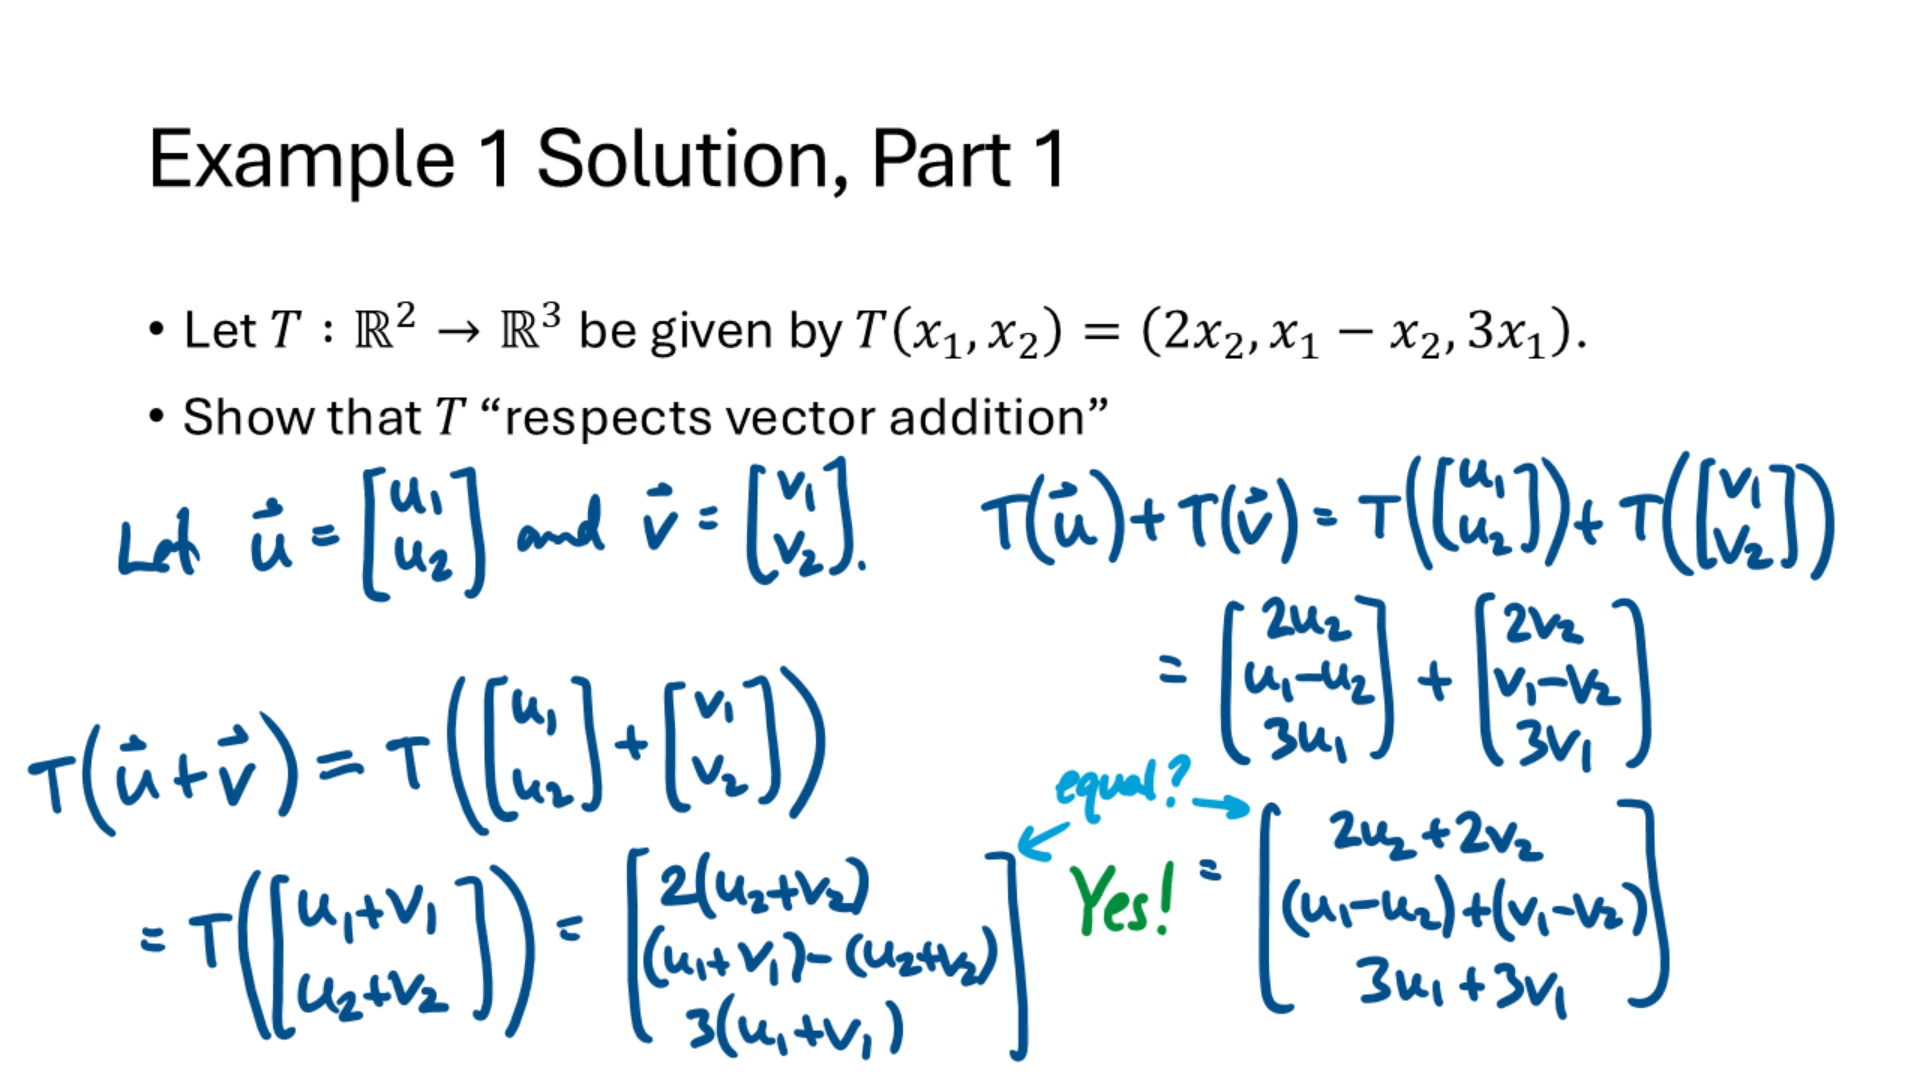 Example 1 Solution, Part 1
• Let T : ℝ² → ℝ³ be given by T(x₁, x₂) = (2x₂, x₁ − x₂, 3x₁).
• Show that T “respects vector addition”
Let u⃗ = [u₁ u₂] and v⃗ = [v₁ v₂].
T(u⃗+v⃗) = T([u₁ u₂] + [v₁ v₂])
= T([u₁+v₁ u₂+v₂]) = [2(u₂+v₂) (u₁+v₁)−(u₂+v₂) 3(u₁+v₁)]
T(u⃗)+T(v⃗) = T([u₁ u₂]) + T([v₁ v₂])
= [2u₂ u₁−u₂ 3u₁] + [2v₂ v₁−v₂ 3v₁]
= [2u₂+2v₂ (u₁−u₂)+(v₁−v₂) 3u₁+3v₁]
← equal? →
Yes!